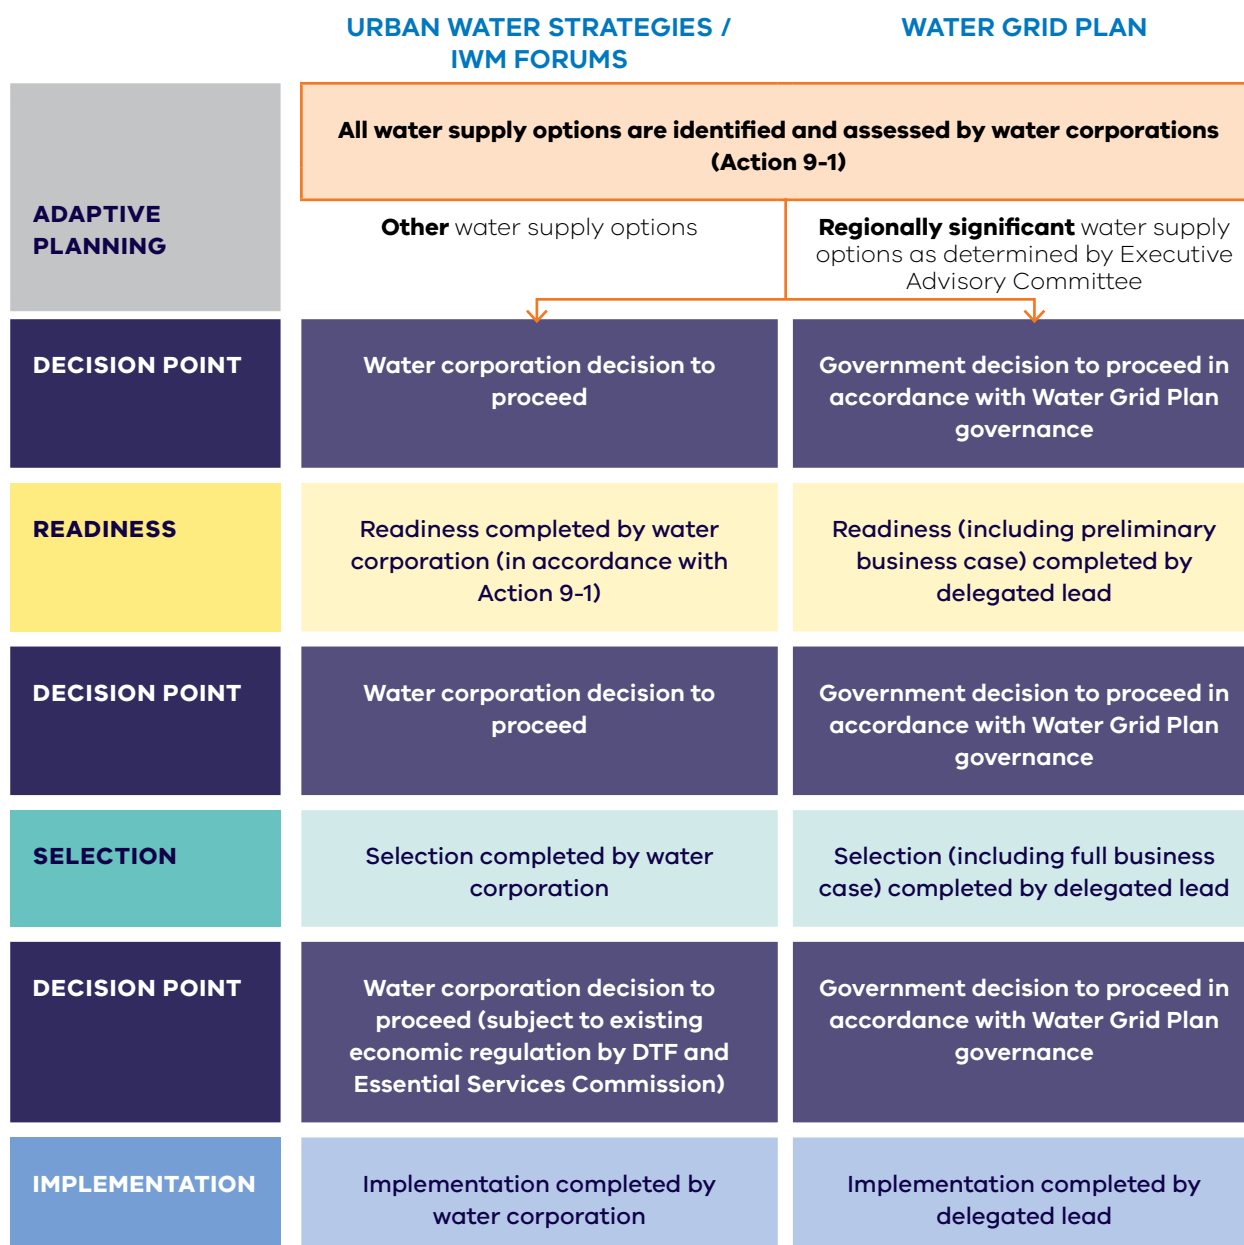 URBAN WATER STRATEGIES /
IWM FORUMS
WATER GRID PLAN
All water supply options are identified and assessed by water corporations
(Action 9-1)
ADAPTIVE
PLANNING
Other water supply options
Regionally significant water supply
options as determined by Executive
Advisory Committee
DECISION POINT
Water corporation decision to
proceed
Government decision to proceed in
accordance with Water Grid Plan
governance
READINESS
Readiness completed by water
corporation (in accordance with
Action 9-1)
Readiness (including preliminary
business case) completed by
delegated lead
DECISION POINT
Water corporation decision to
proceed
Government decision to proceed in
accordance with Water Grid Plan
governance
SELECTION
Selection completed by water
corporation
Selection (including full business
case) completed by delegated lead
DECISION POINT
Water corporation decision to
proceed (subject to existing
economic regulation by DTF and
Essential Services Commission)
Government decision to proceed in
accordance with Water Grid Plan
governance
IMPLEMENTATION
Implementation completed by
water corporation
Implementation completed by
delegated lead